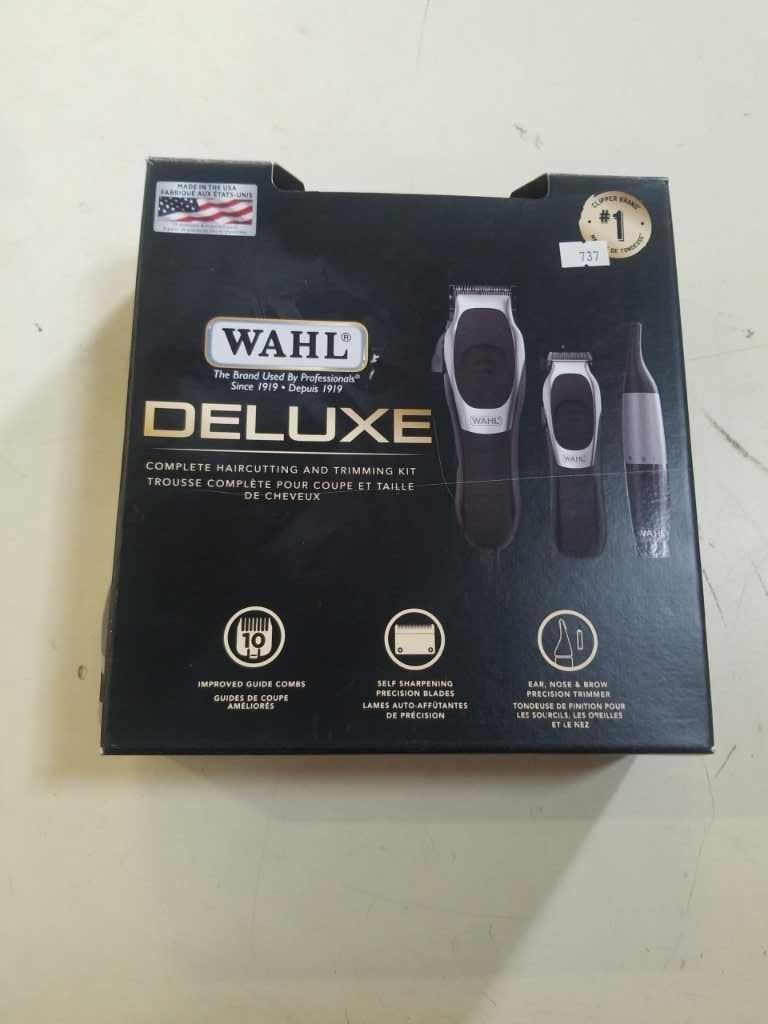 MADE IN THE USA
FABRIQUÉ AUX ÉTATS-UNIS
CLIPPER BRAND
#1
DE TONDEUSE
737
WAHL®
The Brand Used By Professionals®
Since 1919 • Depuis 1919
DELUXE
COMPLETE HAIRCUTTING AND TRIMMING KIT
TROUSSE COMPLÈTE POUR COUPE ET TAILLE
DE CHEVEUX
WAHL
WAHL
WAHL
10
IMPROVED GUIDE COMBS
GUIDES DE COUPE
AMÉLIORÉS
SELF SHARPENING
PRECISION BLADES
LAMES AUTO-AFFÛTANTES
DE PRÉCISION
EAR, NOSE & BROW
PRECISION TRIMMER
TONDEUSE DE FINITION POUR
LES SOURCILS, LES OREILLES
ET LE NEZ